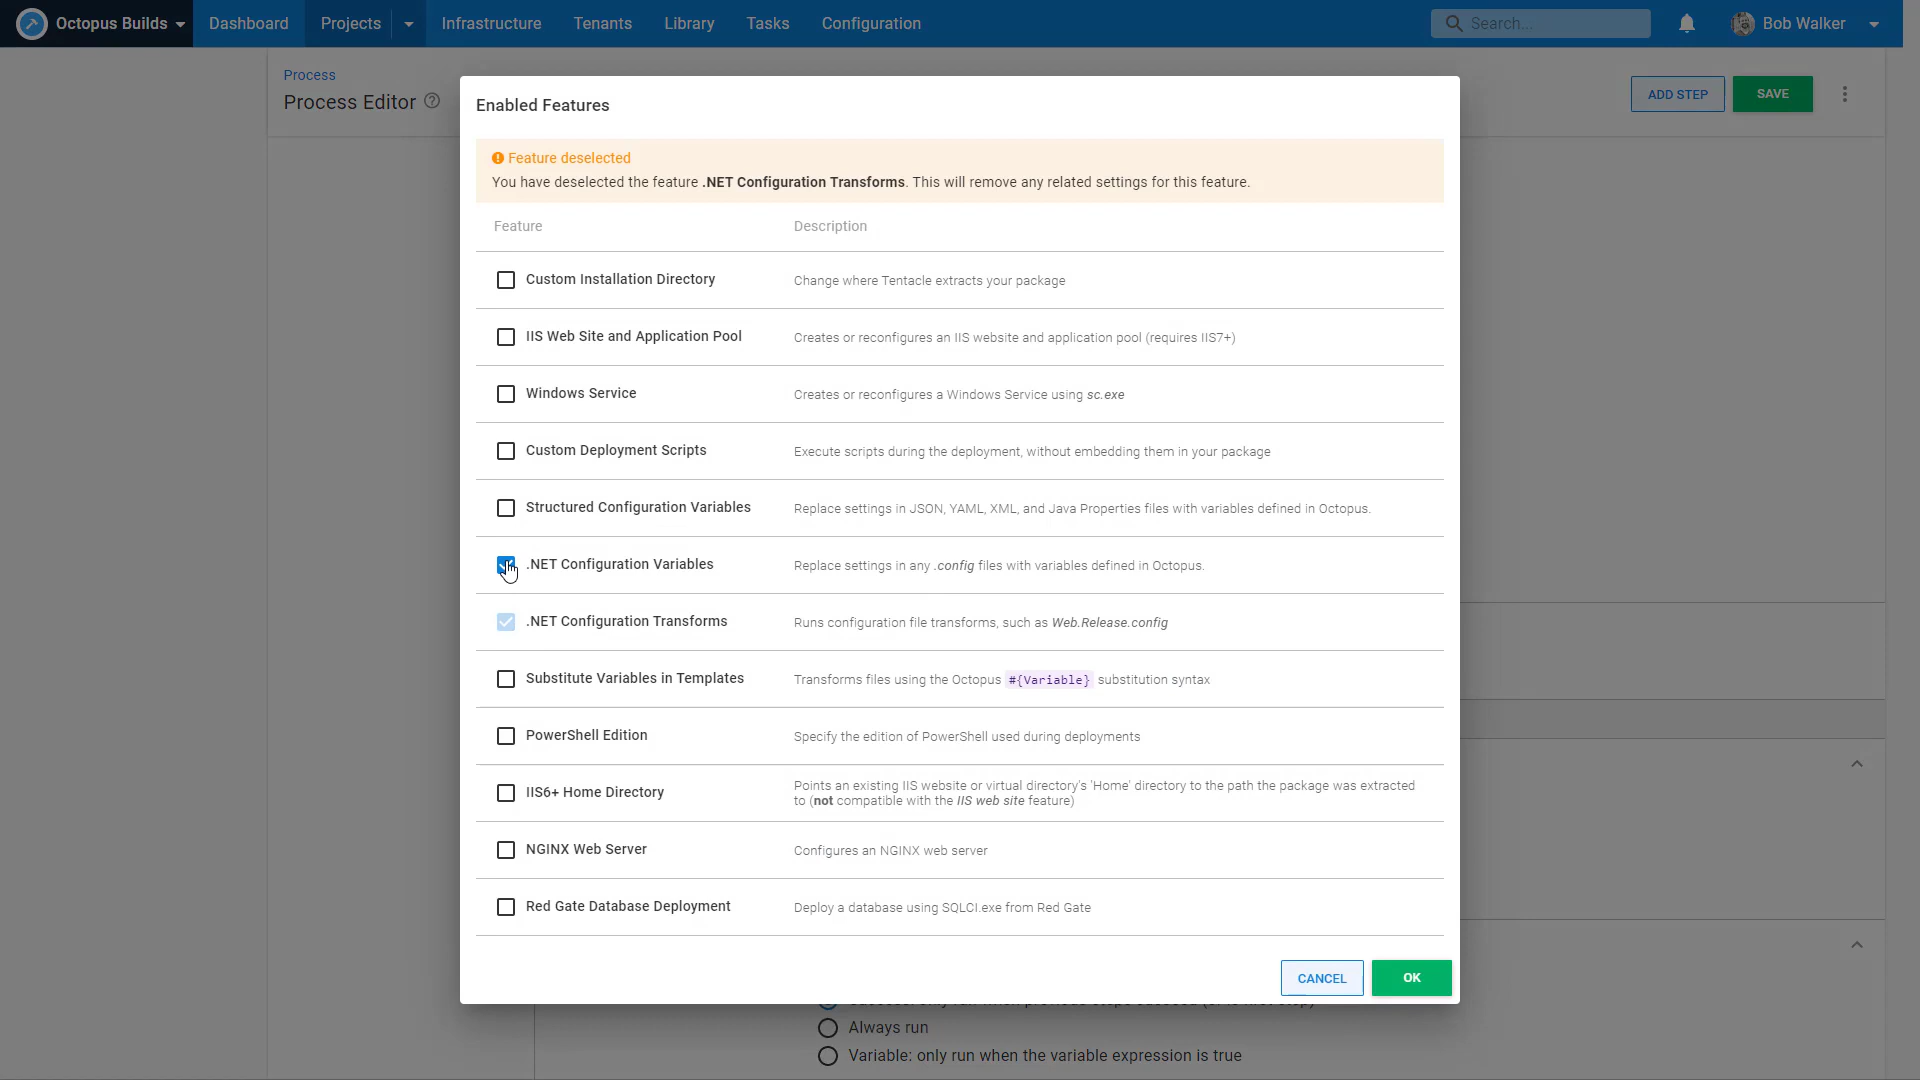 Octopus Builds
Dashboard
Projects
Infrastructure
Tenants
Library
Tasks
Configuration
Search...
Bob Walker
Process
Process Editor
ADD STEP
SAVE
Enabled Features
Feature deselected
You have deselected the feature .NET Configuration Transforms. This will remove any related settings for this feature.
Feature Description
Custom Installation Directory Change where Tentacle extracts your package
IIS Web Site and Application Pool Creates or reconfigures an IIS website and application pool (requires IIS7+)
Windows Service Creates or reconfigures a Windows Service using sc.exe
Custom Deployment Scripts Execute scripts during the deployment, without embedding them in your package
Structured Configuration Variables Replace settings in JSON, YAML, XML, and Java Properties files with variables defined in Octopus.
.NET Configuration Variables Replace settings in any .config files with variables defined in Octopus.
.NET Configuration Transforms Runs configuration file transforms, such as Web.Release.config
Substitute Variables in Templates Transforms files using the Octopus #{Variable} substitution syntax
PowerShell Edition Specify the edition of PowerShell used during deployments
IIS6+ Home Directory Points an existing IIS website or virtual directory's 'Home' directory to the path the package was extracted
to (not compatible with the IIS web site feature)
NGINX Web Server Configures an NGINX web server
Red Gate Database Deployment Deploy a database using SQLCI.exe from Red Gate
CANCEL
OK
Always run
Variable: only run when the variable expression is true